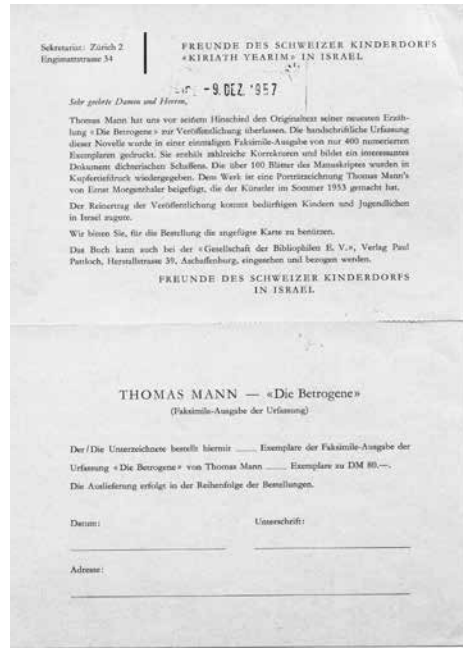 Sekretariat: Zürich 2
Engimattstrasse 34
FREUNDE DES SCHWEIZER KINDERDORFS
«KIRIATH YEARIM» IN ISRAEL
-9. DEZ. 1957
Sehr geehrte Damen und Herren,
Thomas Mann hat uns vor seinem Hinschied den Originaltext seiner neuesten Erzäh-
lung «Die Betrogene» zur Veröffentlichung überlassen. Die handschriftliche Urfassung
dieser Novelle wurde in einer einmaligen Faksimile-Ausgabe von nur 400 numerierten
Exemplaren gedruckt. Sie enthält zahlreiche Korrekturen und bildet ein interessantes
Dokument dichterischen Schaffens. Die über 100 Blätter des Manuskriptes wurden in
Kupfertiefdruck wiedergegeben. Dem Werk ist eine Porträtzeichnung Thomas Mann's
von Ernst Morgenthaler beigefügt, die der Künstler im Sommer 1953 gemacht hat.
Der Reinertrag der Veröffentlichung kommt bedürftigen Kindern und Jugendlichen
in Israel zugute.
Wir bitten Sie, für die Bestellung die angefügte Karte zu benützen.
Das Buch kann auch bei der «Gesellschaft der Bibliophilen E. V.», Verlag Paul
Pattloch, Herstallstrasse 39, Aschaffenburg, eingesehen und bezogen werden.
FREUNDE DES SCHWEIZER KINDERDORFS
IN ISRAEL
THOMAS MANN — «Die Betrogene»
(Faksimile-Ausgabe der Urfassung)
Der/Die Unterzeichnete bestellt hiermit ____ Exemplare der Faksimile-Ausgabe der
Urfassung «Die Betrogene» von Thomas Mann ____ Exemplare zu DM 80.—.
Die Auslieferung erfolgt in der Reihenfolge der Bestellungen.
Datum:
Unterschrift:
Adresse: